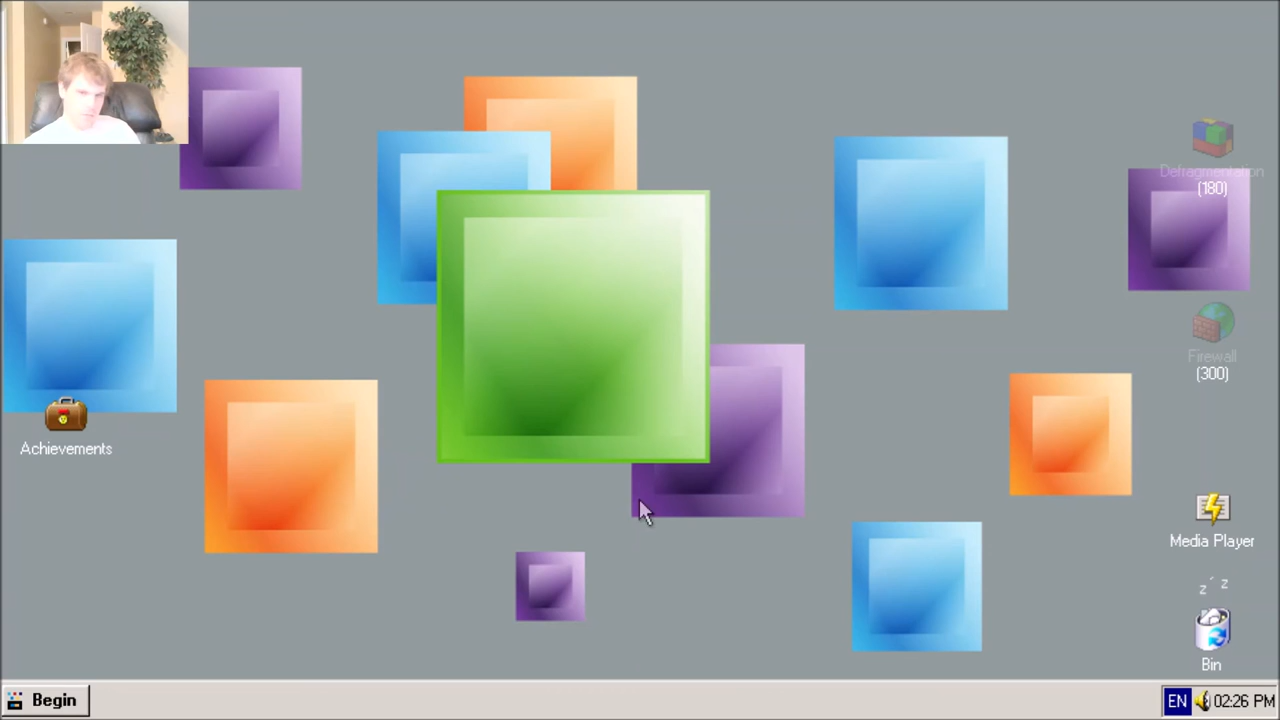 Defragmentation
(180)
Firewall
(300)
Achievements
Media Player
z z
Bin
Begin
EN 02:26 PM